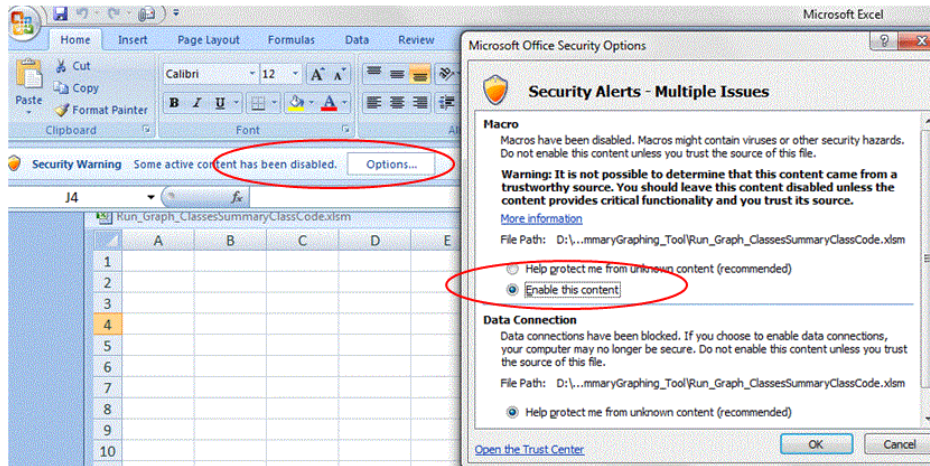 Microsoft Excel
Home Insert Page Layout Formulas Data Review
Cut
Copy
Format Painter
Paste
Clipboard
Calibri 12 A A
B I U A
Font
Security Warning Some active content has been disabled. Options...
J4 fx
Run_Graph_ClassesSummaryClassCode.xlsm
A B C D E
1
2
3
4
5
6
7
8
9
10
Microsoft Office Security Options
Security Alerts - Multiple Issues
Macro
Macros have been disabled. Macros might contain viruses or other security hazards.
Do not enable this content unless you trust the source of this file.
Warning: It is not possible to determine that this content came from a
trustworthy source. You should leave this content disabled unless the
content provides critical functionality and you trust its source.
More information
File Path: D:\...mmaryGraphing_Tool\Run_Graph_ClassesSummaryClassCode.xlsm
Help protect me from unknown content (recommended)
Enable this content
Data Connection
Data connections have been blocked. If you choose to enable data connections,
your computer may no longer be secure. Do not enable this content unless you trust
the source of this file.
File Path: D:\...mmaryGraphing_Tool\Run_Graph_ClassesSummaryClassCode.xlsm
Help protect me from unknown content (recommended)
Open the Trust Center
OK Cancel